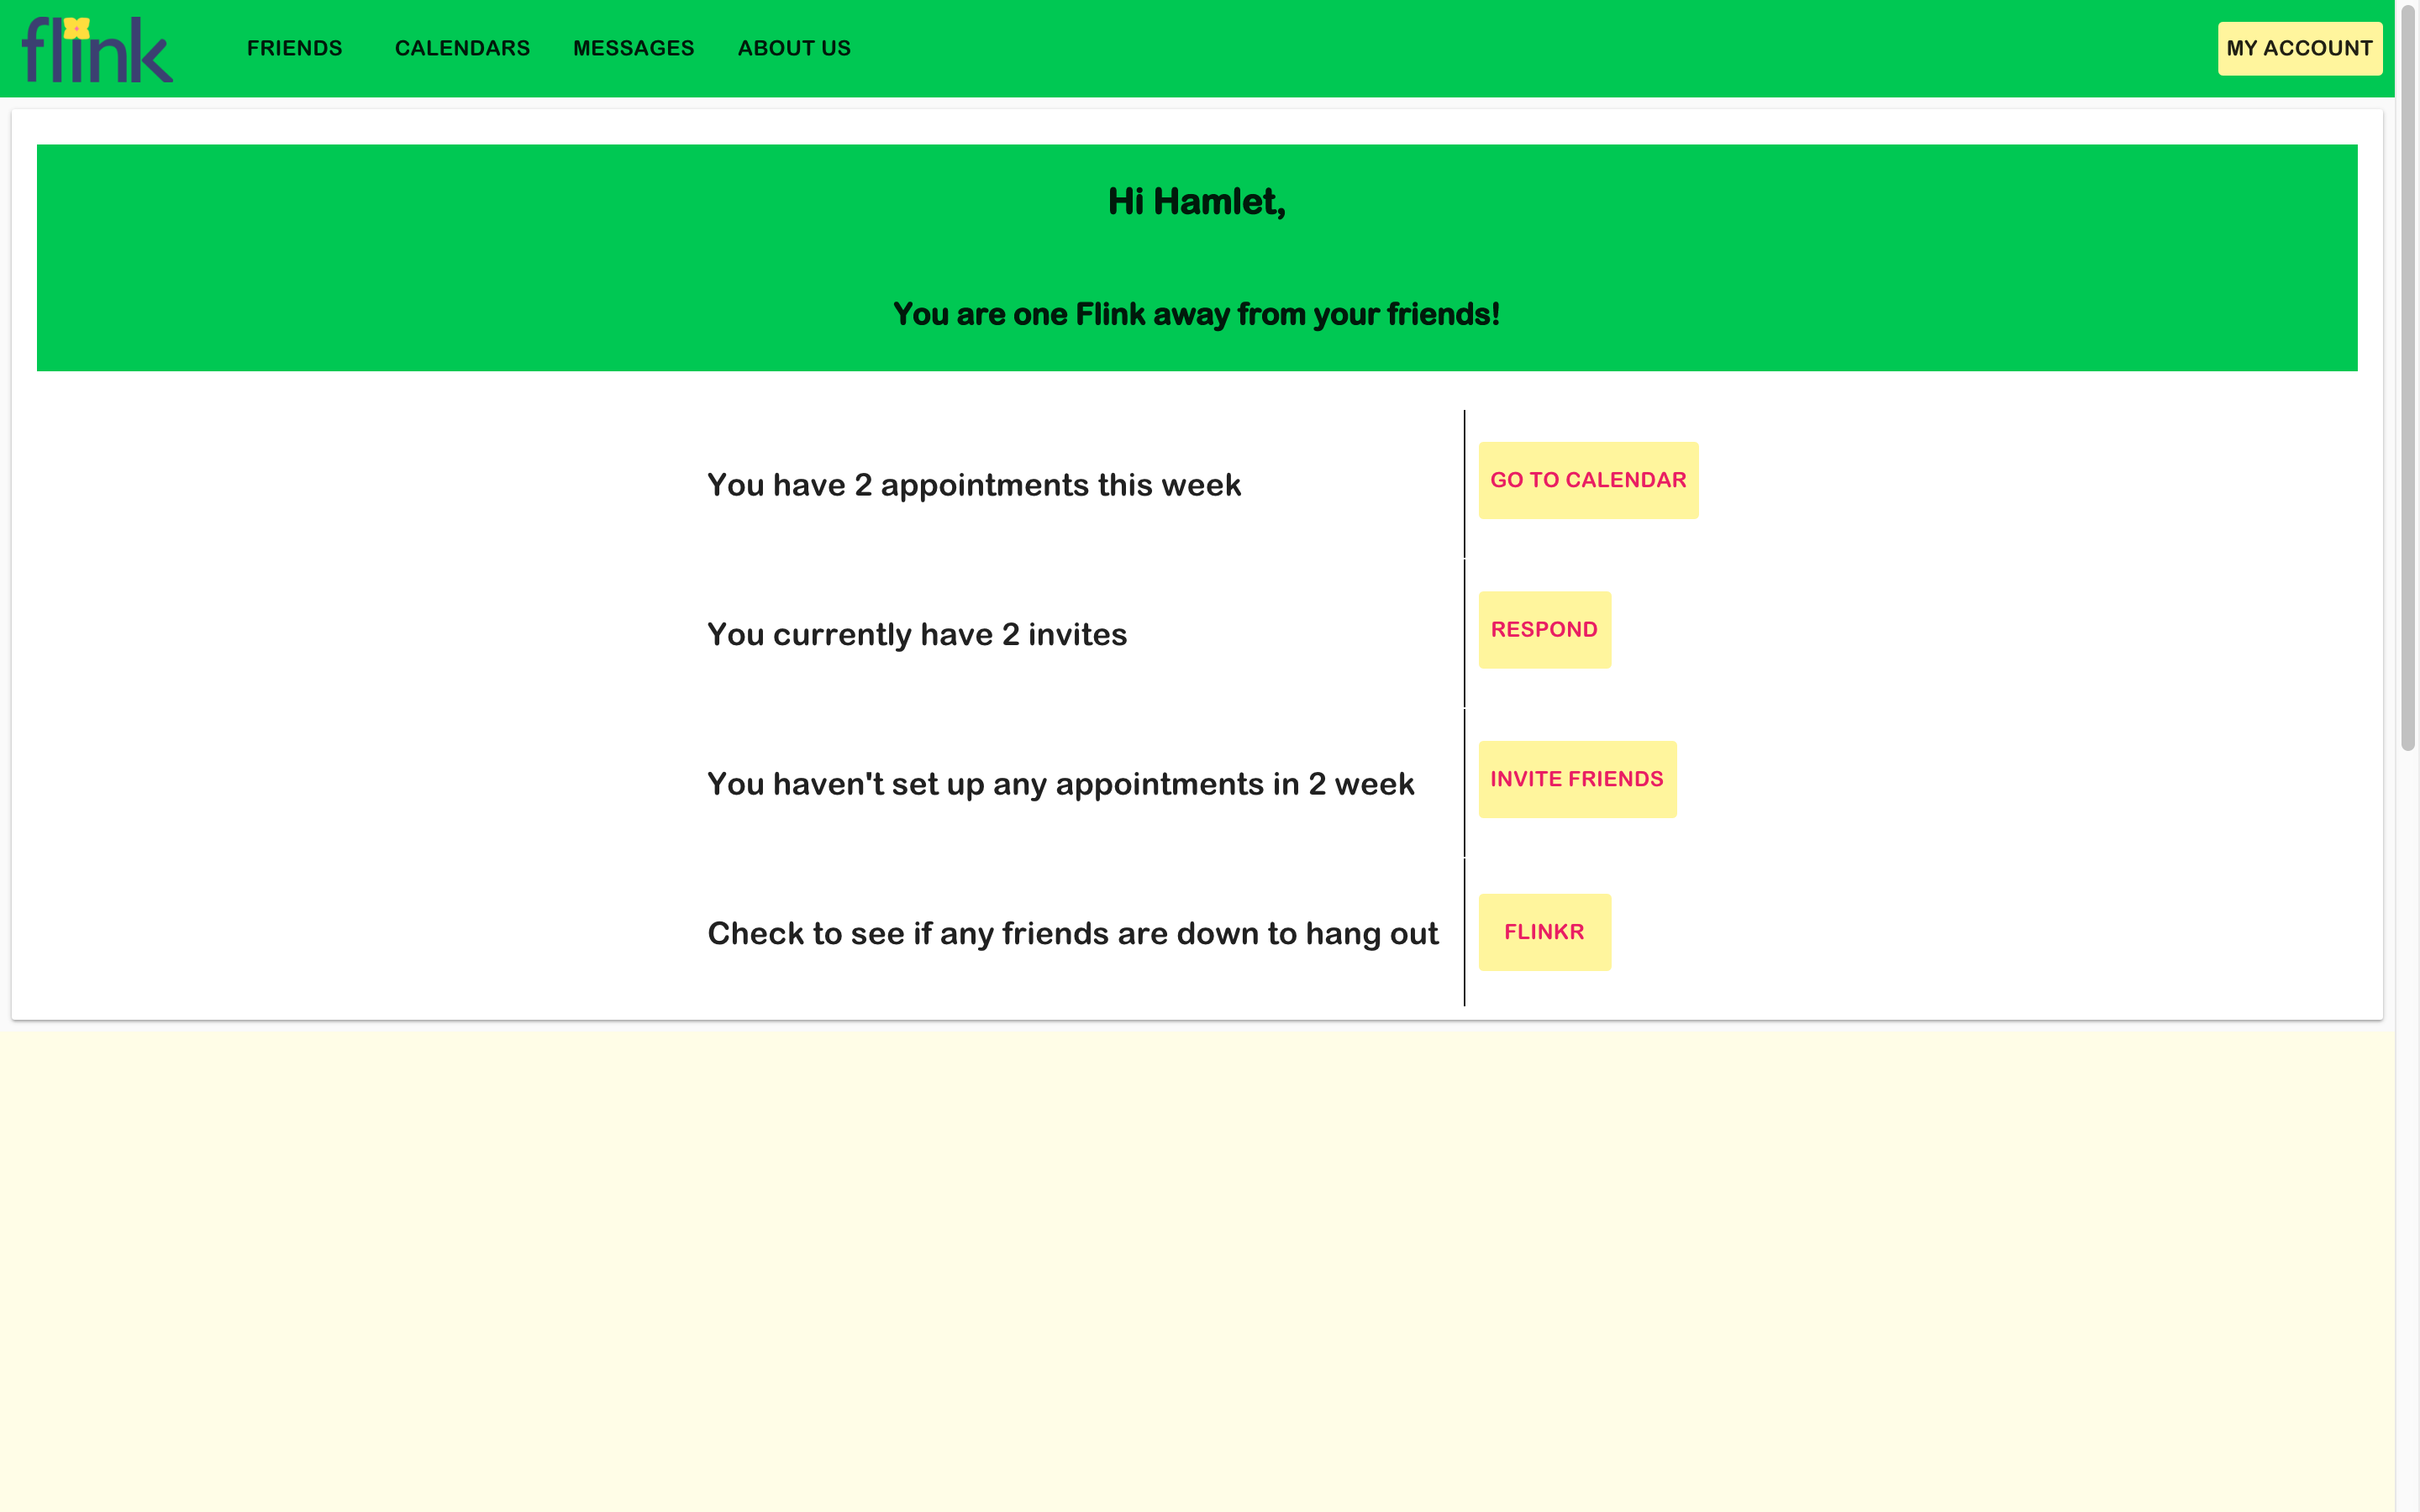 flink
FRIENDS CALENDARS MESSAGES ABOUT US MY ACCOUNT
Hi Hamlet,
You are one Flink away from your friends!
You have 2 appointments this week GO TO CALENDAR
You currently have 2 invites RESPOND
You haven't set up any appointments in 2 week INVITE FRIENDS
Check to see if any friends are down to hang out FLINKR